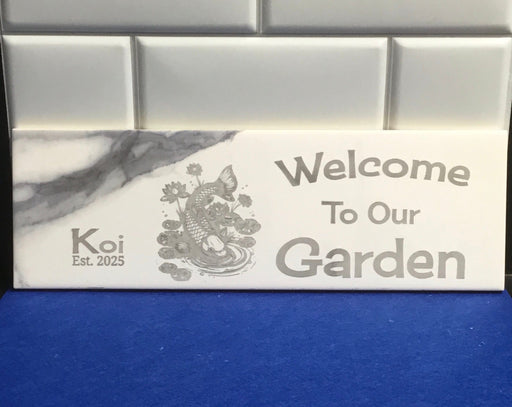 Welcome
To Our
Garden
Koi
Est. 2025